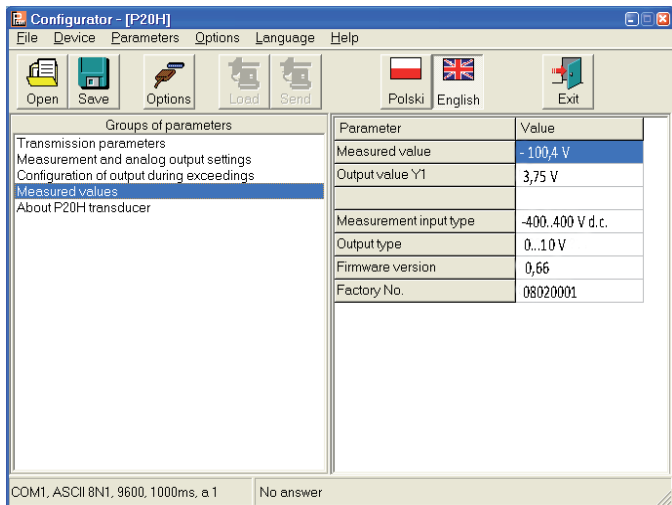 Configurator - [P20H]
File Device Parameters Options Language Help
Open Save Options Load Send Polski English Exit
Groups of parameters
Transmission parameters
Measurement and analog output settings
Configuration of output during exceedings
Measured values
About P20H transducer
Parameter Value
Measured value - 100,4 V
Output value Y1 3,75 V
Measurement input type -400..400 V d.c.
Output type 0...10 V
Firmware version 0,66
Factory No. 08020001
COM1, ASCII 8N1, 9600, 1000ms, a.1 No answer